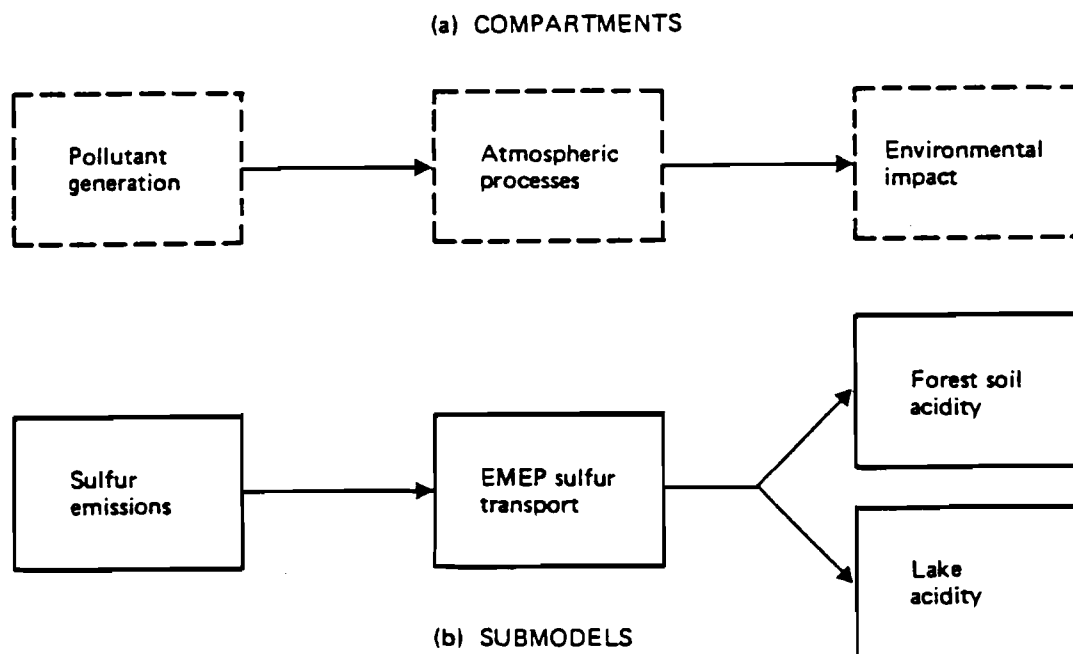 (a) COMPARTMENTS
Pollutant
generation
Atmospheric
processes
Environmental
impact
Sulfur
emissions
EMEP sulfur
transport
Forest soil
acidity
Lake
acidity
(b) SUBMODELS